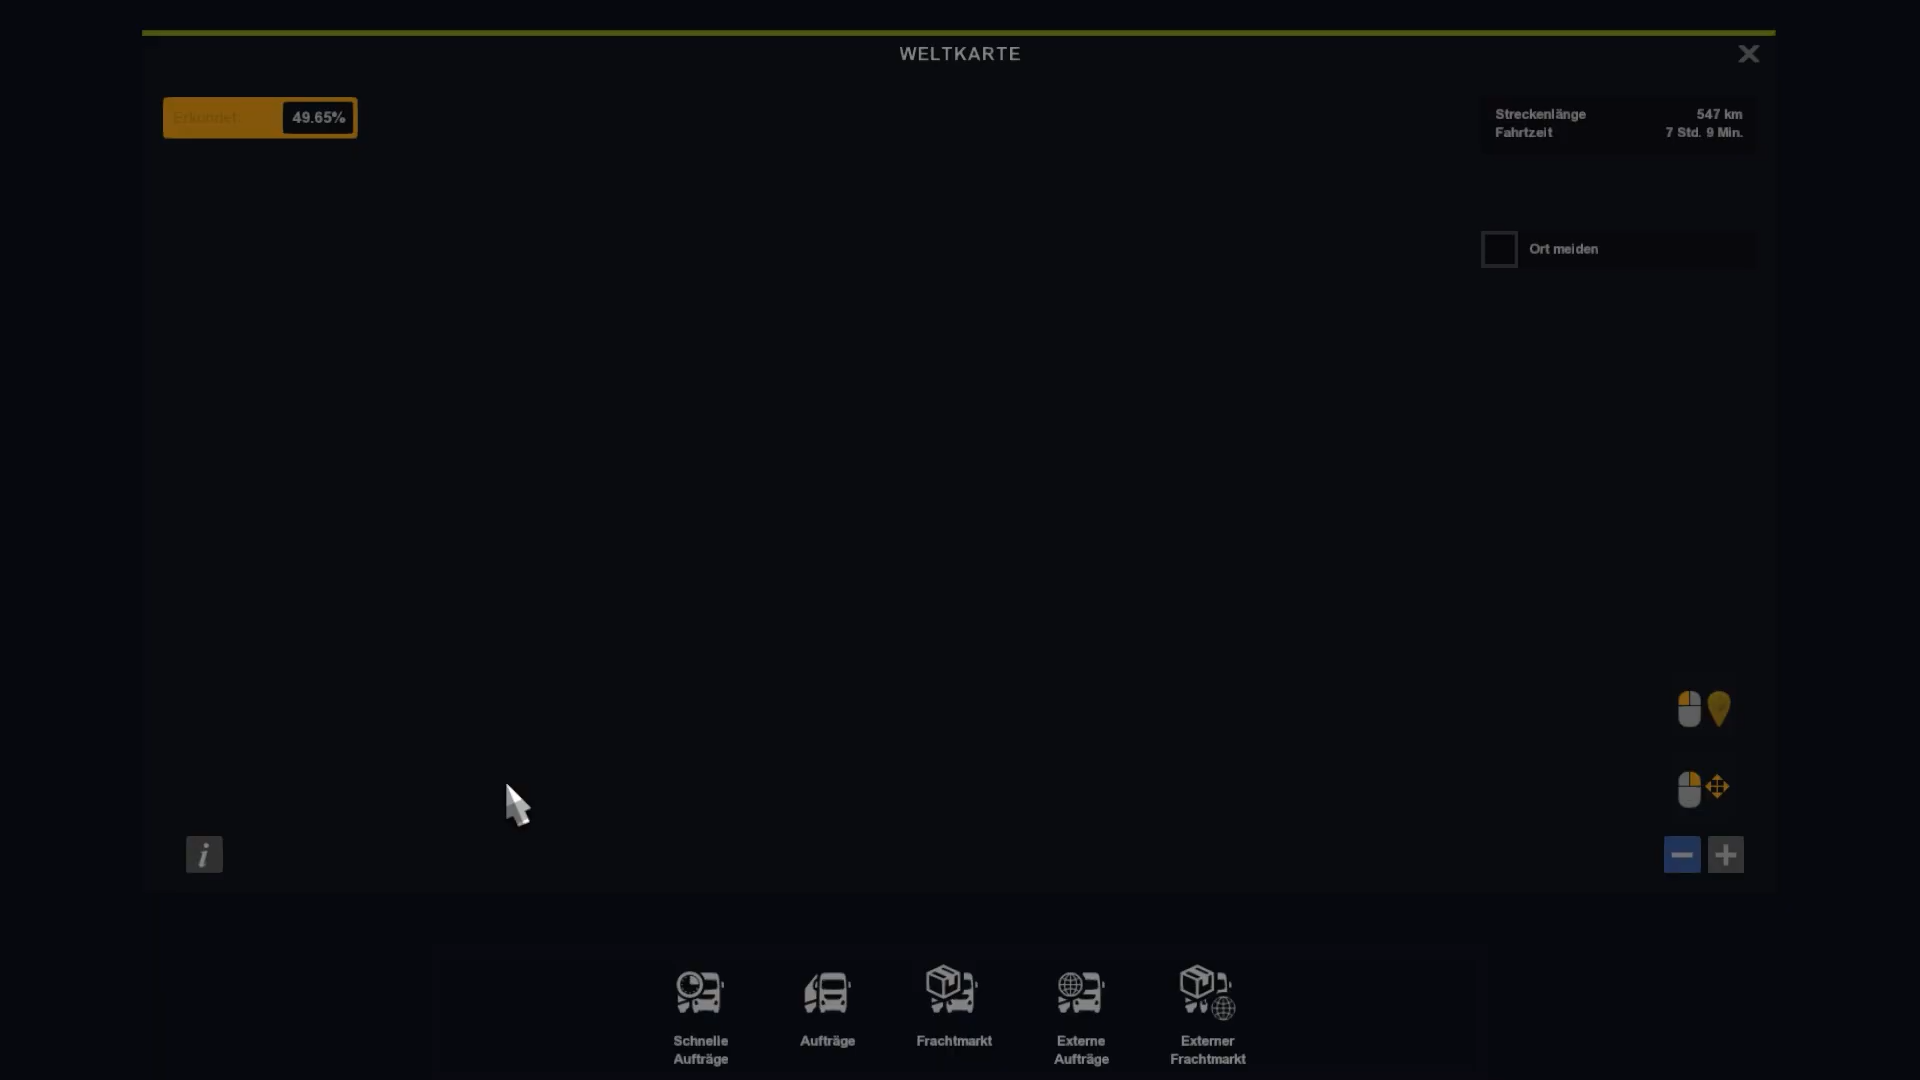 WELTKARTE
Erkundet 49.65%
Streckenlänge 547 km
Fahrtzeit 7 Std. 9 Min.
Ort meiden
i
Schnelle
Aufträge
Aufträge
Frachtmarkt
Externe
Aufträge
Externer
Frachtmarkt